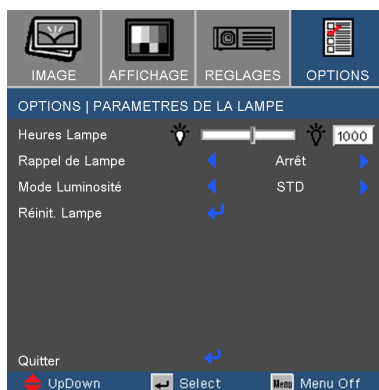 IMAGE AFFICHAGE REGLAGES OPTIONS
OPTIONS | PARAMETRES DE LA LAMPE
Heures Lampe 1000
Rappel de Lampe Arrêt
Mode Luminosité STD
Réinit. Lampe
Quitter
UpDown Select Menu Menu Off